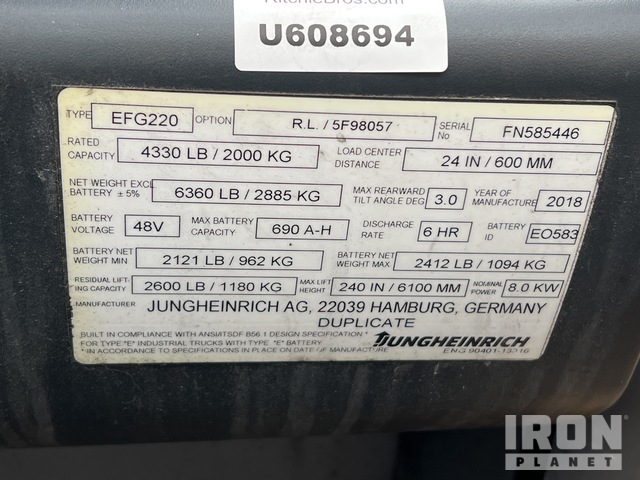 RitchieBros.com
U608694
TYPE EFG220 OPTION R.L. / 5F98057 SERIAL No FN585446
RATED CAPACITY 4330 LB / 2000 KG LOAD CENTER DISTANCE 24 IN / 600 MM
NET WEIGHT EXCL BATTERY ± 5% 6360 LB / 2885 KG MAX REARWARD TILT ANGLE DEG 3.0 YEAR OF MANUFACTURE 2018
BATTERY VOLTAGE 48V MAX BATTERY CAPACITY 690 A-H DISCHARGE RATE 6 HR BATTERY ID EO583
BATTERY NET WEIGHT MIN 2121 LB / 962 KG BATTERY NET WEIGHT MAX 2412 LB / 1094 KG
RESIDUAL LIFTING CAPACITY 2600 LB / 1180 KG MAX LIFT HEIGHT 240 IN / 6100 MM NOMINAL POWER 8.0 KW
MANUFACTURER JUNGHEINRICH AG, 22039 HAMBURG, GERMANY
DUPLICATE
BUILT IN COMPLIANCE WITH ANSI/ITSDF B56.1 DESIGN SPECIFICATION *
FOR TYPE "E" INDUSTRIAL TRUCKS WITH TYPE "E" BATTERY
* IN ACCORDANCE TO SPECIFICATIONS IN PLACE ON DATE OF MANUFACTURE
JUNGHEINRICH
ENG 90401-13316
IRON
PLANET